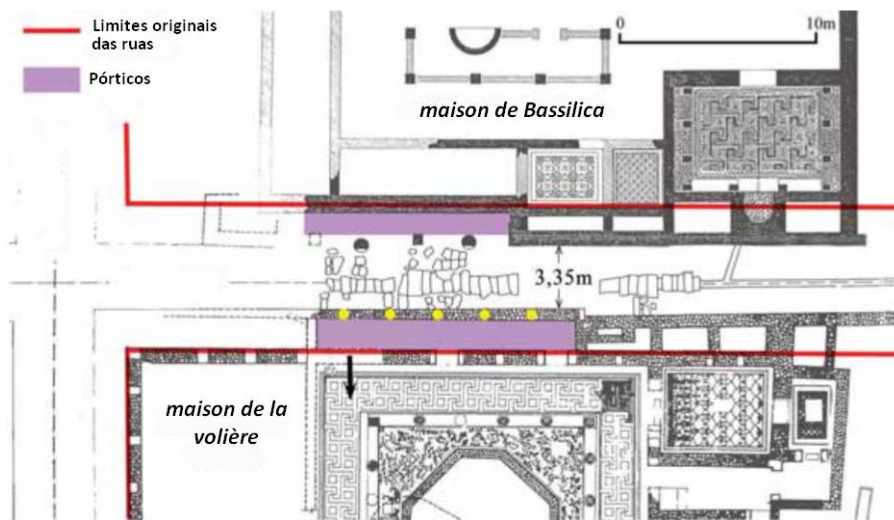 Limites originais
das ruas
Pórticos
0 10m
maison de Bassilica
3,35m
maison de la
volière